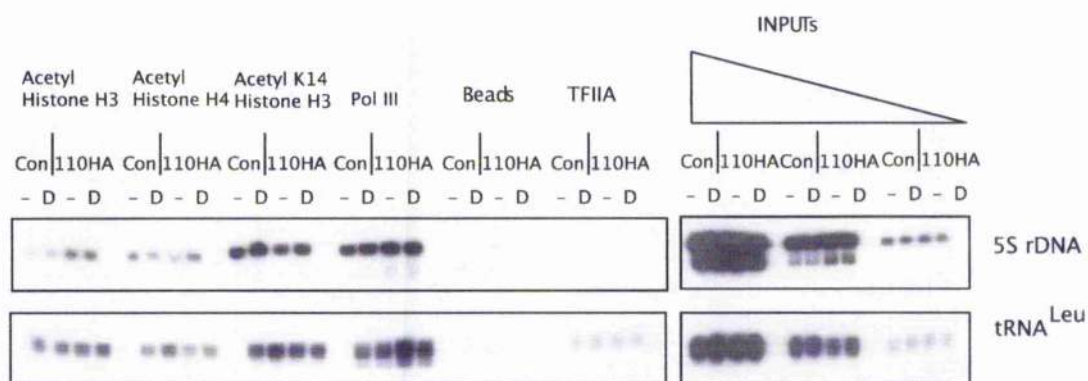 INPUTs
Acetyl Histone H3
Acetyl Histone H4
Acetyl K14 Histone H3
Pol III
Beads
TFIIA
Con 110HA Con 110HA Con 110HA Con 110HA Con 110HA Con 110HA Con 110HA Con 110HA Con 110HA
- D - D - D - D - D - D - D - D - D - D - D - D - D - D - D - D - D - D
5S rDNA
tRNA Leu